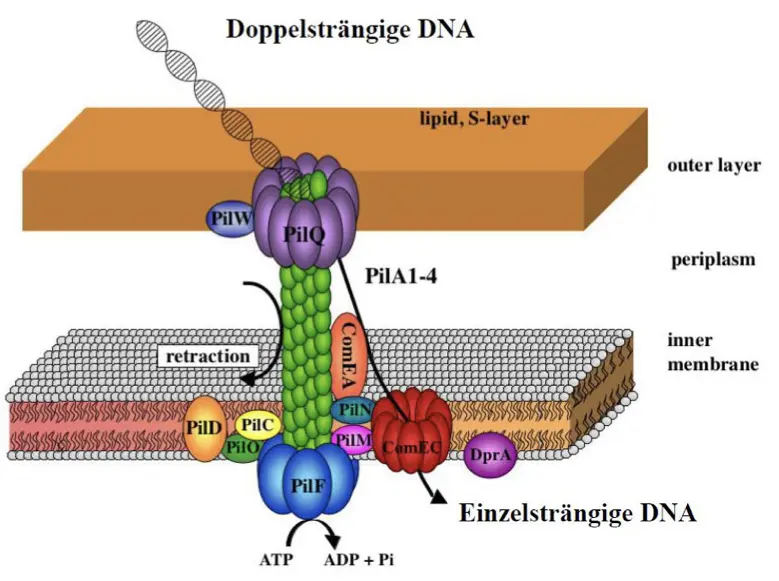 Doppelsträngige DNA
lipid, S-layer
outer layer
PilW
PilQ
periplasm
PilA1-4
retraction
ComEA
inner
membrane
PilD
PilC
PilO
PilN
PilM
ComEC
DprA
PilF
Einzelsträngige DNA
ATP
ADP + Pi